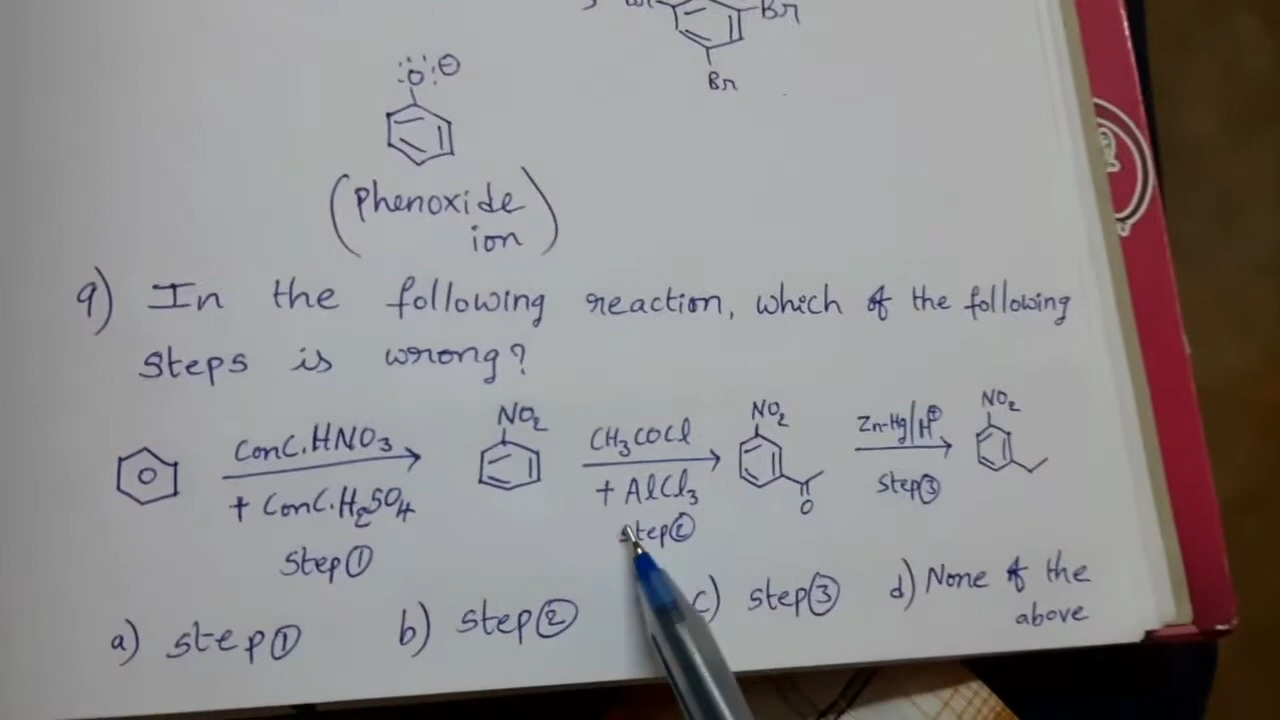 Br
Br
:Ö: ⊖
(Phenoxide
ion)
9) In the following reaction, which of the following
steps is wrong?
ConC.HNO3
+ ConC.H2SO4
Step①
NO2
CH3COCl
+ AlCl3
Step②
NO2
O
Zn-Hg/H⊕
Step③
NO2
a) step① b) step② c) step③ d) None of the
above